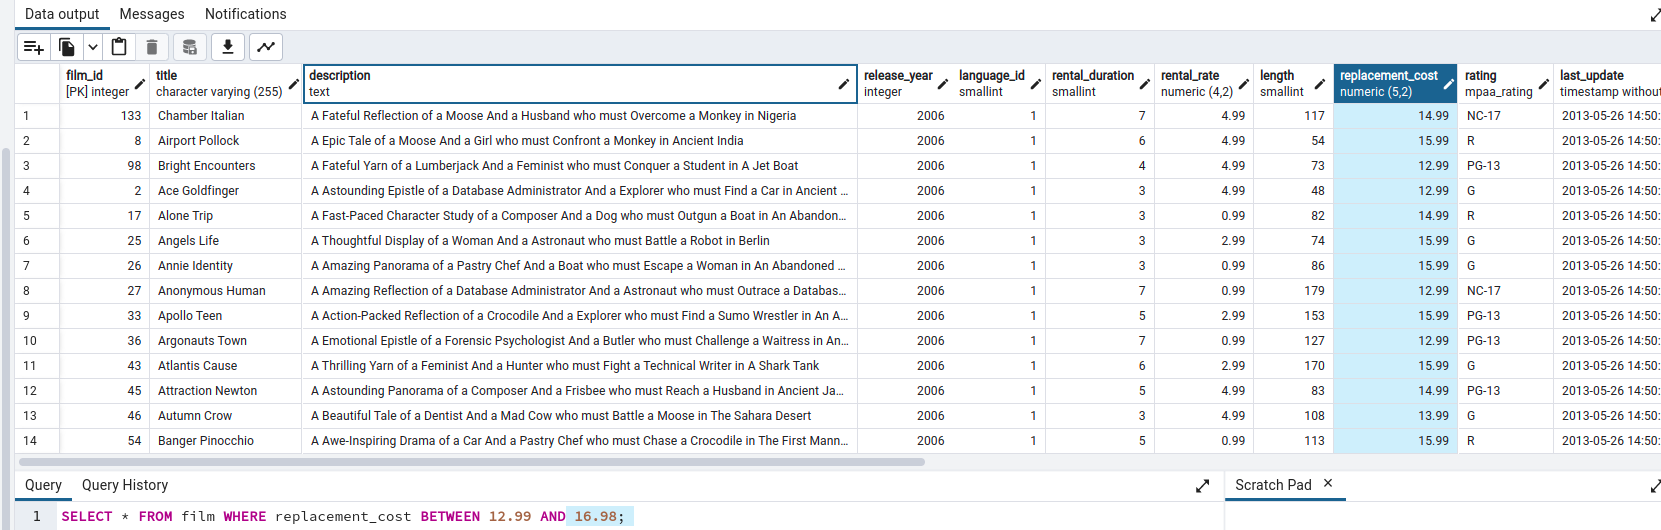 Data output Messages Notifications
film_id title description release_year language_id rental_duration rental_rate length replacement_cost rating last_update
[PK] integer character varying (255) text integer smallint smallint numeric (4,2) smallint numeric (5,2) mpaa_rating timestamp without
1 133 Chamber Italian A Fateful Reflection of a Moose And a Husband who must Overcome a Monkey in Nigeria 2006 1 7 4.99 117 14.99 NC-17 2013-05-26 14:50:
2 8 Airport Pollock A Epic Tale of a Moose And a Girl who must Confront a Monkey in Ancient India 2006 1 6 4.99 54 15.99 R 2013-05-26 14:50:
3 98 Bright Encounters A Fateful Yarn of a Lumberjack And a Feminist who must Conquer a Student in A Jet Boat 2006 1 4 4.99 73 12.99 PG-13 2013-05-26 14:50:
4 2 Ace Goldfinger A Astounding Epistle of a Database Administrator And a Explorer who must Find a Car in Ancient ... 2006 1 3 4.99 48 12.99 G 2013-05-26 14:50:
5 17 Alone Trip A Fast-Paced Character Study of a Composer And a Dog who must Outgun a Boat in An Abandon... 2006 1 3 0.99 82 14.99 R 2013-05-26 14:50:
6 25 Angels Life A Thoughtful Display of a Woman And a Astronaut who must Battle a Robot in Berlin 2006 1 3 2.99 74 15.99 G 2013-05-26 14:50:
7 26 Annie Identity A Amazing Panorama of a Pastry Chef And a Boat who must Escape a Woman in An Abandoned ... 2006 1 3 0.99 86 15.99 G 2013-05-26 14:50:
8 27 Anonymous Human A Amazing Reflection of a Database Administrator And a Astronaut who must Outrace a Databas... 2006 1 7 0.99 179 12.99 NC-17 2013-05-26 14:50:
9 33 Apollo Teen A Action-Packed Reflection of a Crocodile And a Explorer who must Find a Sumo Wrestler in An A... 2006 1 5 2.99 153 15.99 PG-13 2013-05-26 14:50:
10 36 Argonauts Town A Emotional Epistle of a Forensic Psychologist And a Butler who must Challenge a Waitress in An... 2006 1 7 0.99 127 12.99 PG-13 2013-05-26 14:50:
11 43 Atlantis Cause A Thrilling Yarn of a Feminist And a Hunter who must Fight a Technical Writer in A Shark Tank 2006 1 6 2.99 170 15.99 G 2013-05-26 14:50:
12 45 Attraction Newton A Astounding Panorama of a Composer And a Frisbee who must Reach a Husband in Ancient Ja... 2006 1 5 4.99 83 14.99 PG-13 2013-05-26 14:50:
13 46 Autumn Crow A Beautiful Tale of a Dentist And a Mad Cow who must Battle a Moose in The Sahara Desert 2006 1 3 4.99 108 13.99 G 2013-05-26 14:50:
14 54 Banger Pinocchio A Awe-Inspiring Drama of a Car And a Pastry Chef who must Chase a Crocodile in The First Mann... 2006 1 5 0.99 113 15.99 R 2013-05-26 14:50:
Query Query History Scratch Pad
1 SELECT * FROM film WHERE replacement_cost BETWEEN 12.99 AND 16.98;